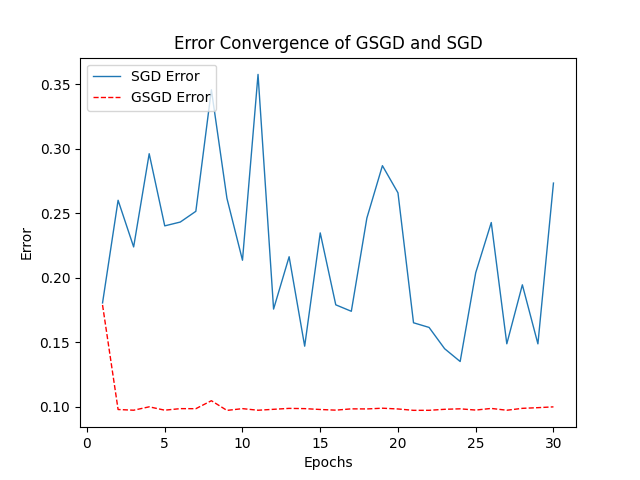 Error Convergence of GSGD and SGD
SGD Error
GSGD Error
0.35
0.30
0.25
0.20
0.15
0.10
Error
0 5 10 15 20 25 30
Epochs